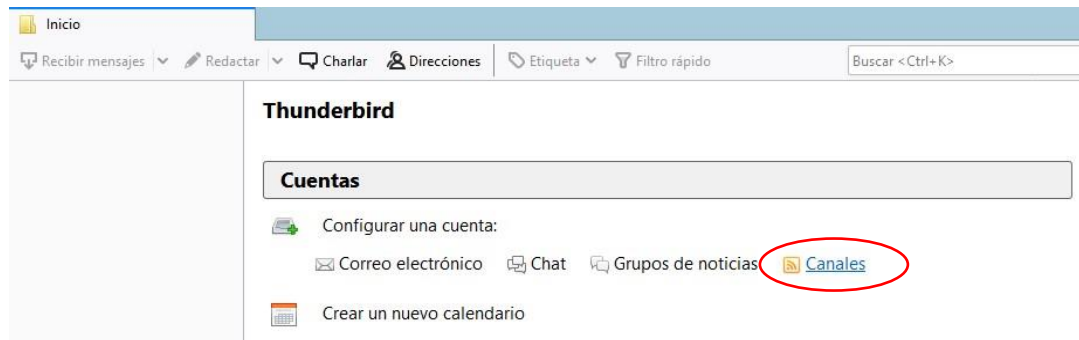 Inicio
Recibir mensajes Redactar Charlar Direcciones Etiqueta Filtro rápido Buscar <Ctrl+K>
Thunderbird
Cuentas
Configurar una cuenta:
Correo electrónico Chat Grupos de noticias Canales
Crear un nuevo calendario